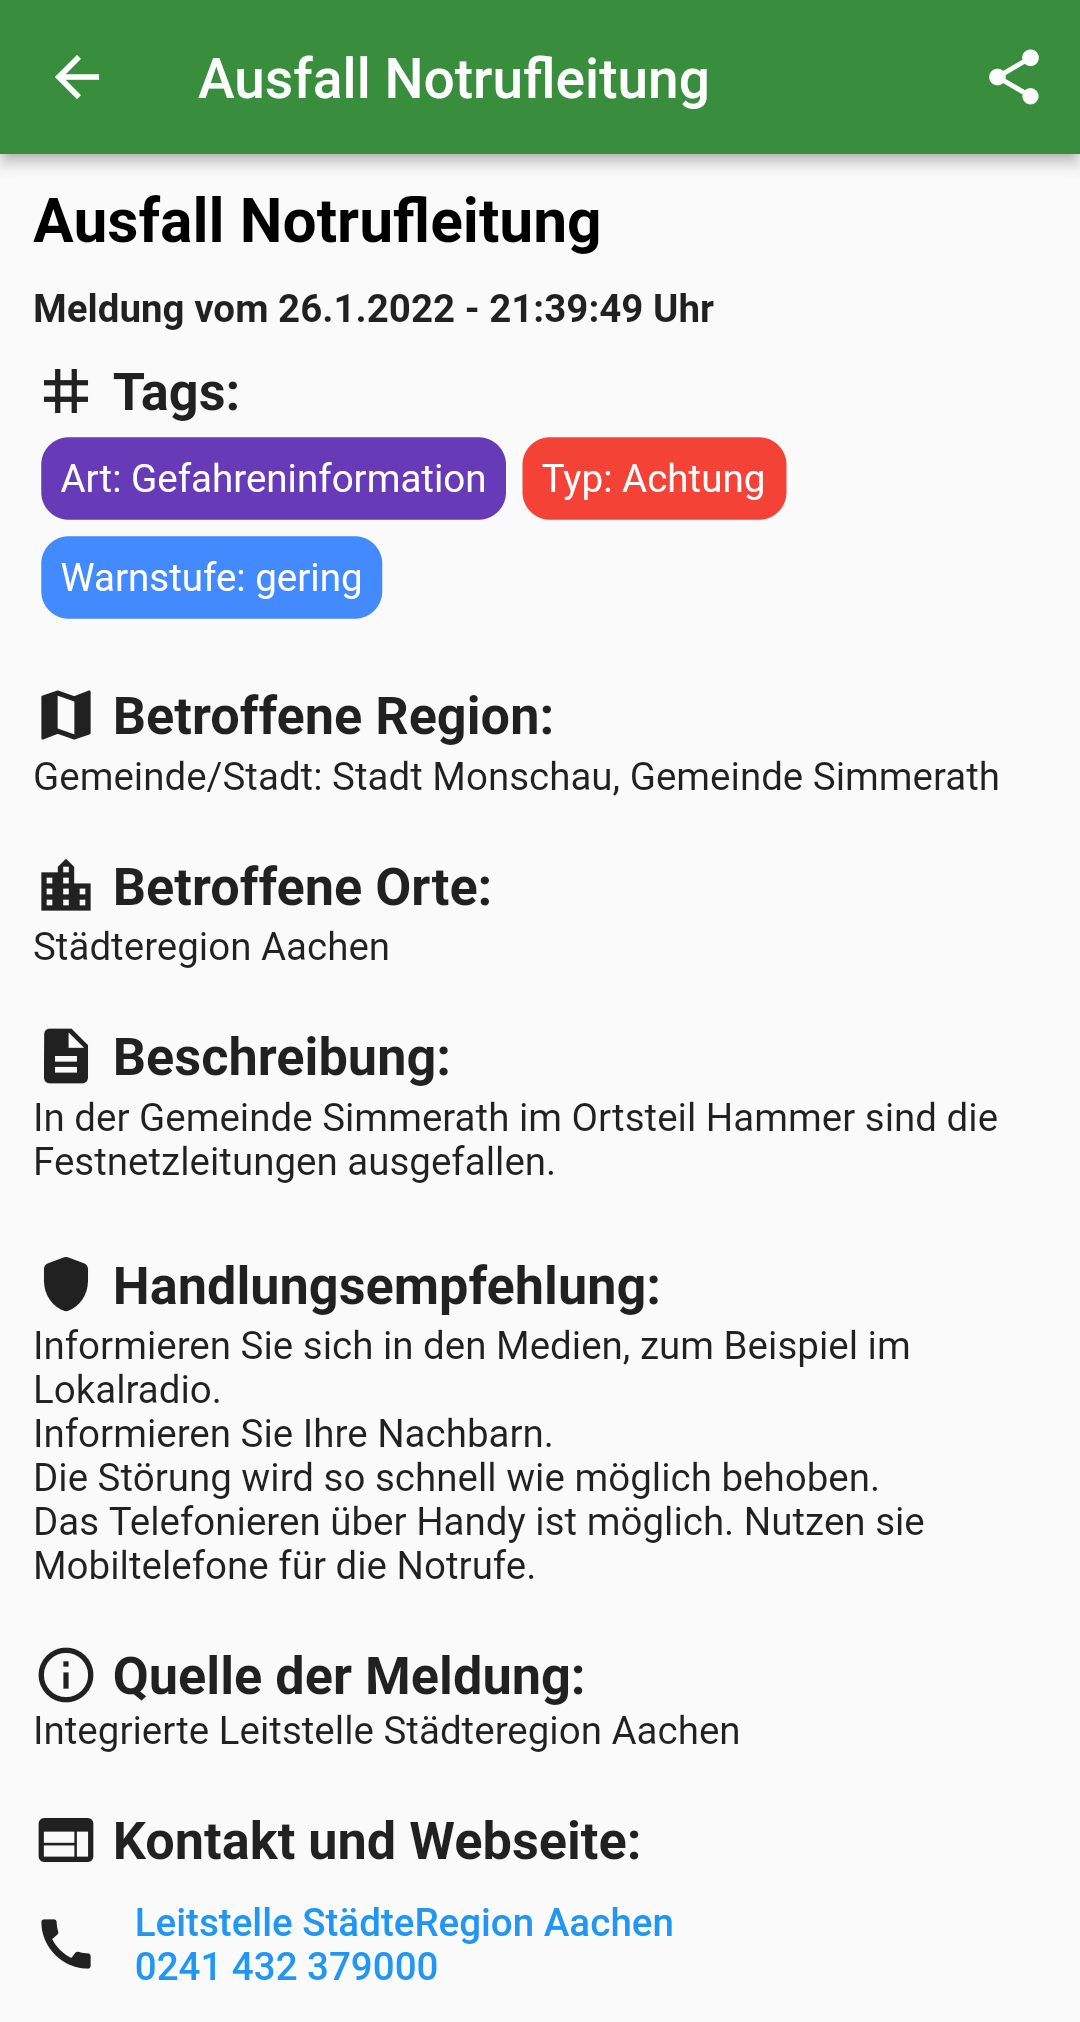 Ausfall Notrufleitung
Ausfall Notrufleitung
Meldung vom 26.1.2022 - 21:39:49 Uhr
Tags:
Art: Gefahreninformation Typ: Achtung
Warnstufe: gering
Betroffene Region:
Gemeinde/Stadt: Stadt Monschau, Gemeinde Simmerath
Betroffene Orte:
Städteregion Aachen
Beschreibung:
In der Gemeinde Simmerath im Ortsteil Hammer sind die
Festnetzleitungen ausgefallen.
Handlungsempfehlung:
Informieren Sie sich in den Medien, zum Beispiel im
Lokalradio.
Informieren Sie Ihre Nachbarn.
Die Störung wird so schnell wie möglich behoben.
Das Telefonieren über Handy ist möglich. Nutzen sie
Mobiltelefone für die Notrufe.
Quelle der Meldung:
Integrierte Leitstelle Städteregion Aachen
Kontakt und Webseite:
Leitstelle StädteRegion Aachen
0241 432 379000